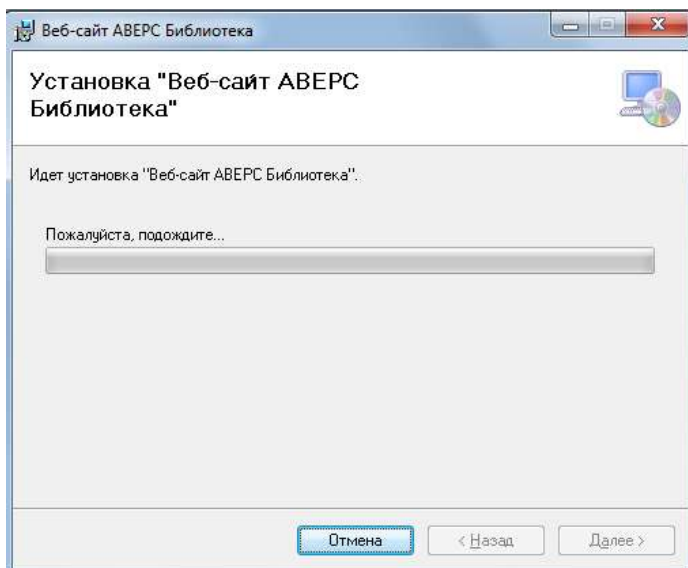 Веб-сайт АВЕРС Библиотека
Установка "Веб-сайт АВЕРС
Библиотека"
Идет установка "Веб-сайт АВЕРС Библиотека".
Пожалуйста, подождите...
Отмена
< Назад
Далее >